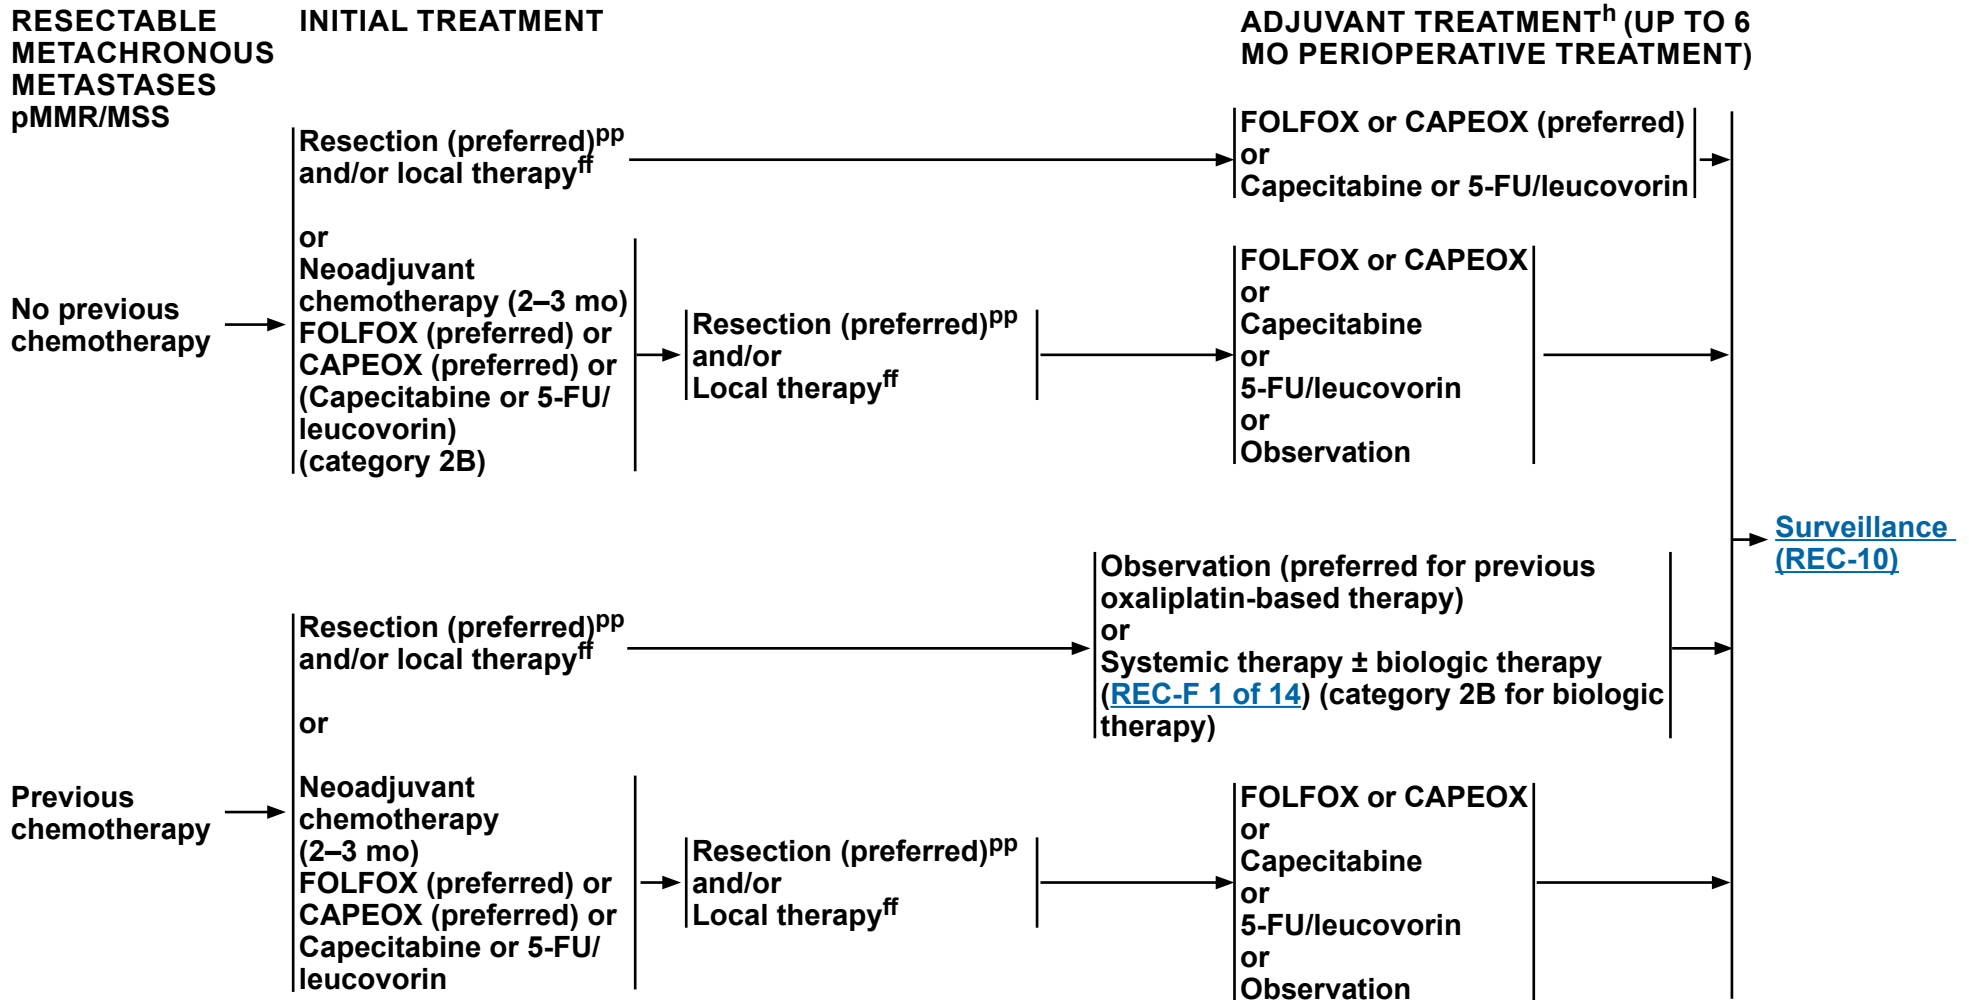 RESECTABLE
METACHRONOUS
METASTASES
pMMR/MSS
INITIAL TREATMENT
ADJUVANT TREATMENTh (UP TO 6
MO PERIOPERATIVE TREATMENT)
No previous
chemotherapy
Resection (preferred)pp
and/or local therapyff
or
Neoadjuvant
chemotherapy (2–3 mo)
FOLFOX (preferred) or
CAPEOX (preferred) or
(Capecitabine or 5-FU/
leucovorin)
(category 2B)
Resection (preferred)pp
and/or
Local therapyff
FOLFOX or CAPEOX (preferred)
or
Capecitabine or 5-FU/leucovorin
FOLFOX or CAPEOX
or
Capecitabine
or
5-FU/leucovorin
or
Observation
Previous
chemotherapy
Resection (preferred)pp
and/or local therapyff
or
Neoadjuvant
chemotherapy
(2–3 mo)
FOLFOX (preferred) or
CAPEOX (preferred) or
Capecitabine or 5-FU/
leucovorin
Resection (preferred)pp
and/or
Local therapyff
Observation (preferred for previous
oxaliplatin-based therapy)
or
Systemic therapy ± biologic therapy
(REC-F 1 of 14) (category 2B for biologic
therapy)
FOLFOX or CAPEOX
or
Capecitabine
or
5-FU/leucovorin
or
Observation
Surveillance
(REC-10)